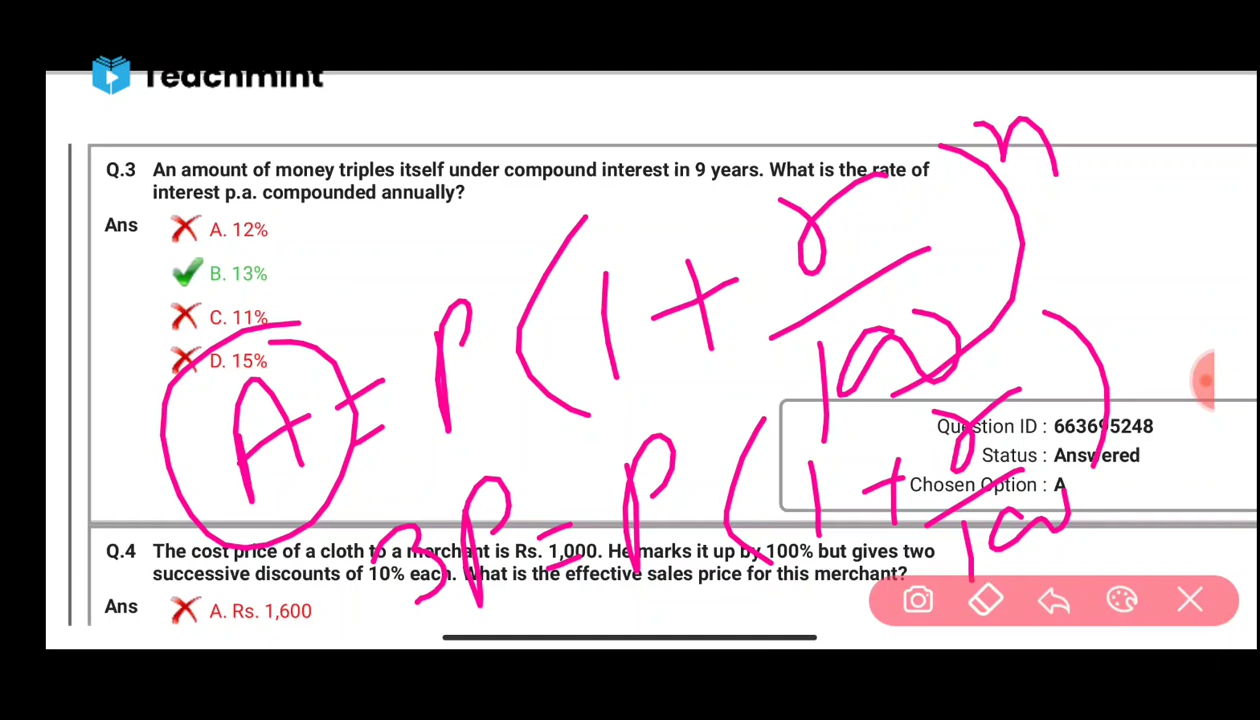 Teachmint
Q.3 An amount of money triples itself under compound interest in 9 years. What is the rate of
interest p.a. compounded annually?
Ans A. 12%
B. 13%
C. 11%
D. 15%
A = P(1 + r/100)^n
3P = P(1 + r/100)
Question ID : 663695248
Status : Answered
Chosen Option : A
Q.4 The cost price of a cloth to a merchant is Rs. 1,000. He marks it up by 100% but gives two
successive discounts of 10% each. What is the effective sales price for this merchant?
Ans A. Rs. 1,600